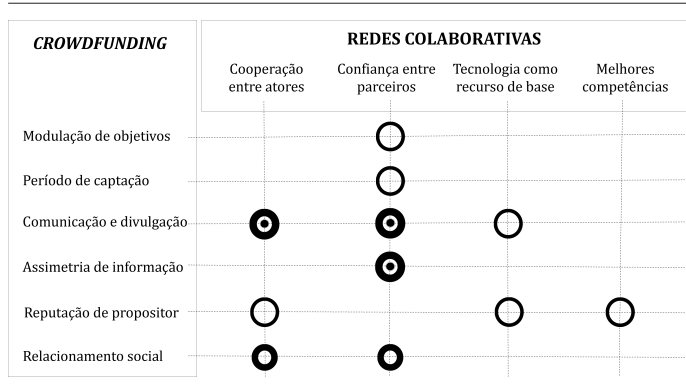 CROWDFUNDING
REDES COLABORATIVAS
Cooperação
entre atores
Confiança entre
parceiros
Tecnologia como
recurso de base
Melhores
competências
Modulação de objetivos
Período de captação
Comunicação e divulgação
Assimetria de informação
Reputação de propositor
Relacionamento social